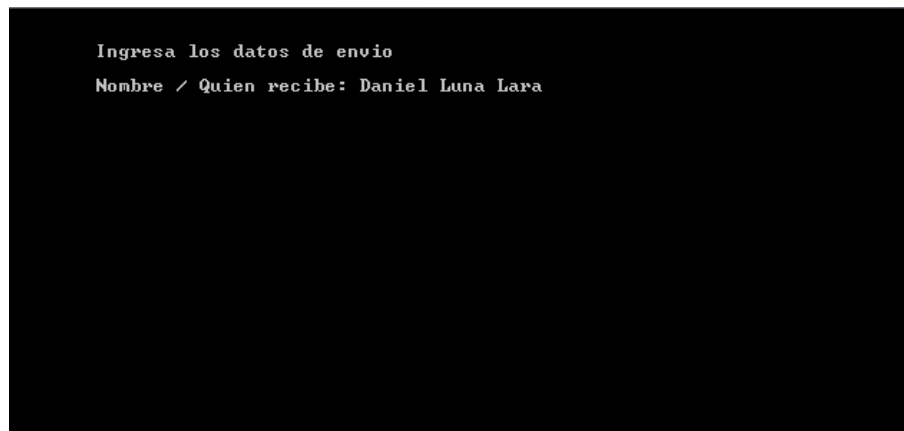 Ingresa los datos de envio
Nombre / Quien recibe: Daniel Luna Lara